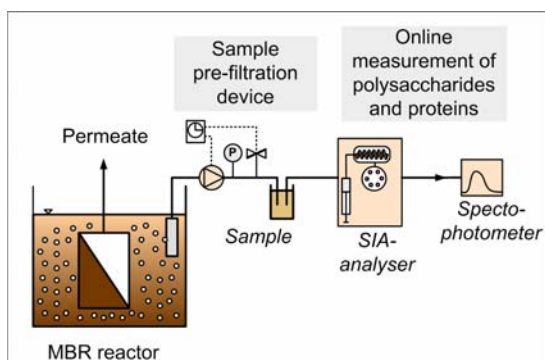 Sample
pre-filtration
device
Online
measurement of
polysaccharides
and proteins
Permeate
P
Sample
SIA-
analyser
Specto-
photometer
MBR reactor